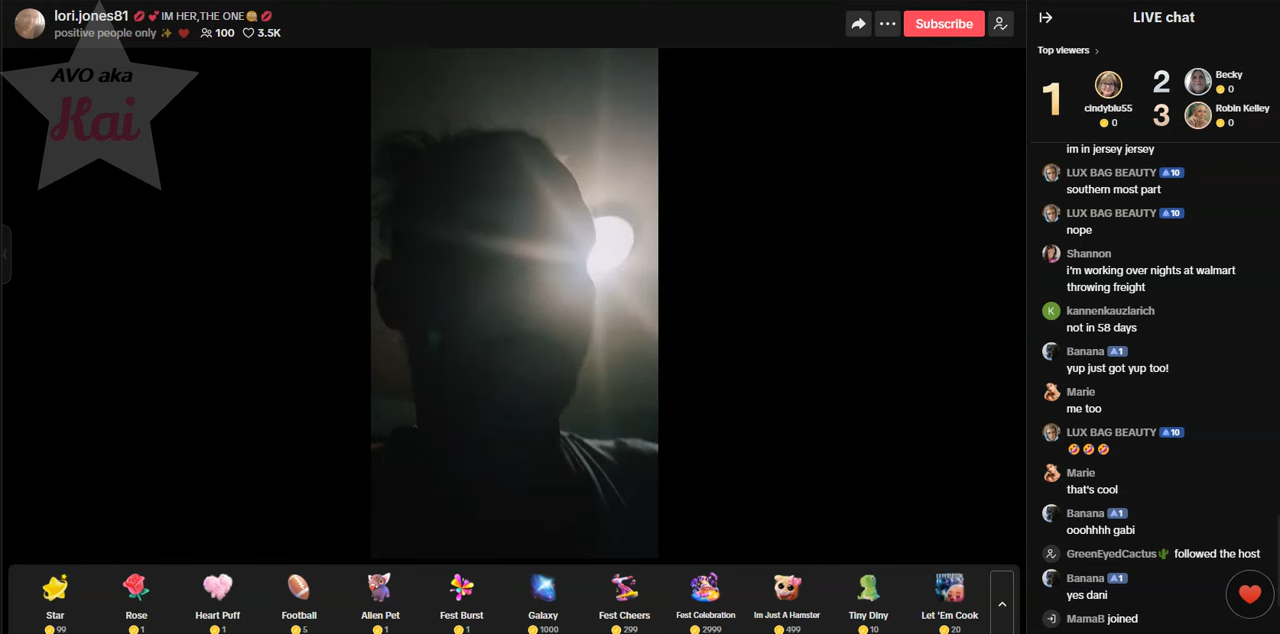 lori.jones81 💋 💕 IM HER,THE ONE 💋
positive people only ✨ ❤️ 100 3.5K
Subscribe
AVO aka
Kai
LIVE chat
Top viewers
1
cindyblu55
0
2
Becky
0
3
Robin Kelley
0
im in jersey jersey
LUX BAG BEAUTY 10
southern most part
LUX BAG BEAUTY 10
nope
Shannon
i'm working over nights at walmart
throwing freight
K kannenkauzlarich
not in 58 days
Banana 1
yup just got yup too!
Marie
me too
LUX BAG BEAUTY 10
🤣 🤣 🤣
Marie
that's cool
Banana 1
ooohhhh gabi
GreenEyedCactus🌵 followed the host
Banana 1
yes dani
MamaB joined
Star Rose Heart Puff Football Alien Pet Fest Burst Galaxy Fest Cheers Fest Celebration Im Just A Hamstor Tiny Diny Let 'Em Cook
99 1 1 5 1 1 1000 299 2999 499 10 20